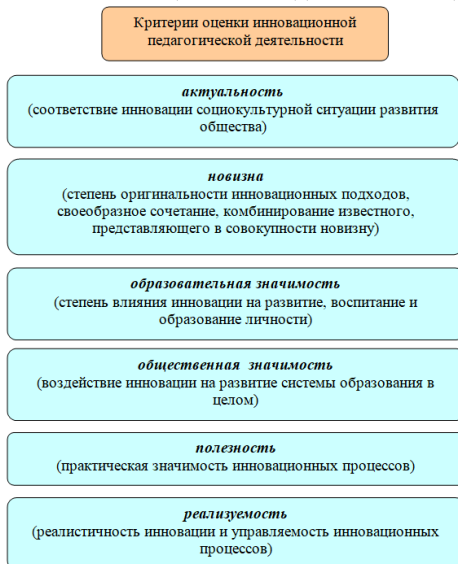 Критерии оценки инновационной
педагогической деятельности
актуальность
(соответствие инновации социокультурной ситуации развития
общества)
новизна
(степень оригинальности инновационных подходов,
своеобразное сочетание, комбинирование известного,
представляющего в совокупности новизну)
образовательная значимость
(степень влияния инновации на развитие, воспитание и
образование личности)
общественная значимость
(воздействие инновации на развитие системы образования в
целом)
полезность
(практическая значимость инновационных процессов)
реализуемость
(реалистичность инновации и управляемость инновационных
процессов)